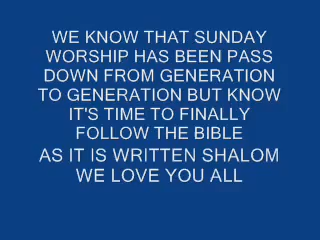 WE KNOW THAT SUNDAY
WORSHIP HAS BEEN PASS
DOWN FROM GENERATION
TO GENERATION BUT KNOW
IT'S TIME TO FINALLY
FOLLOW THE BIBLE
AS IT IS WRITTEN SHALOM
WE LOVE YOU ALL